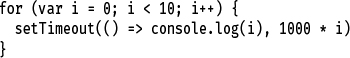 for (var i = 0; i < 10; i++) {
  setTimeout(() => console.log(i), 1000 * i)
}